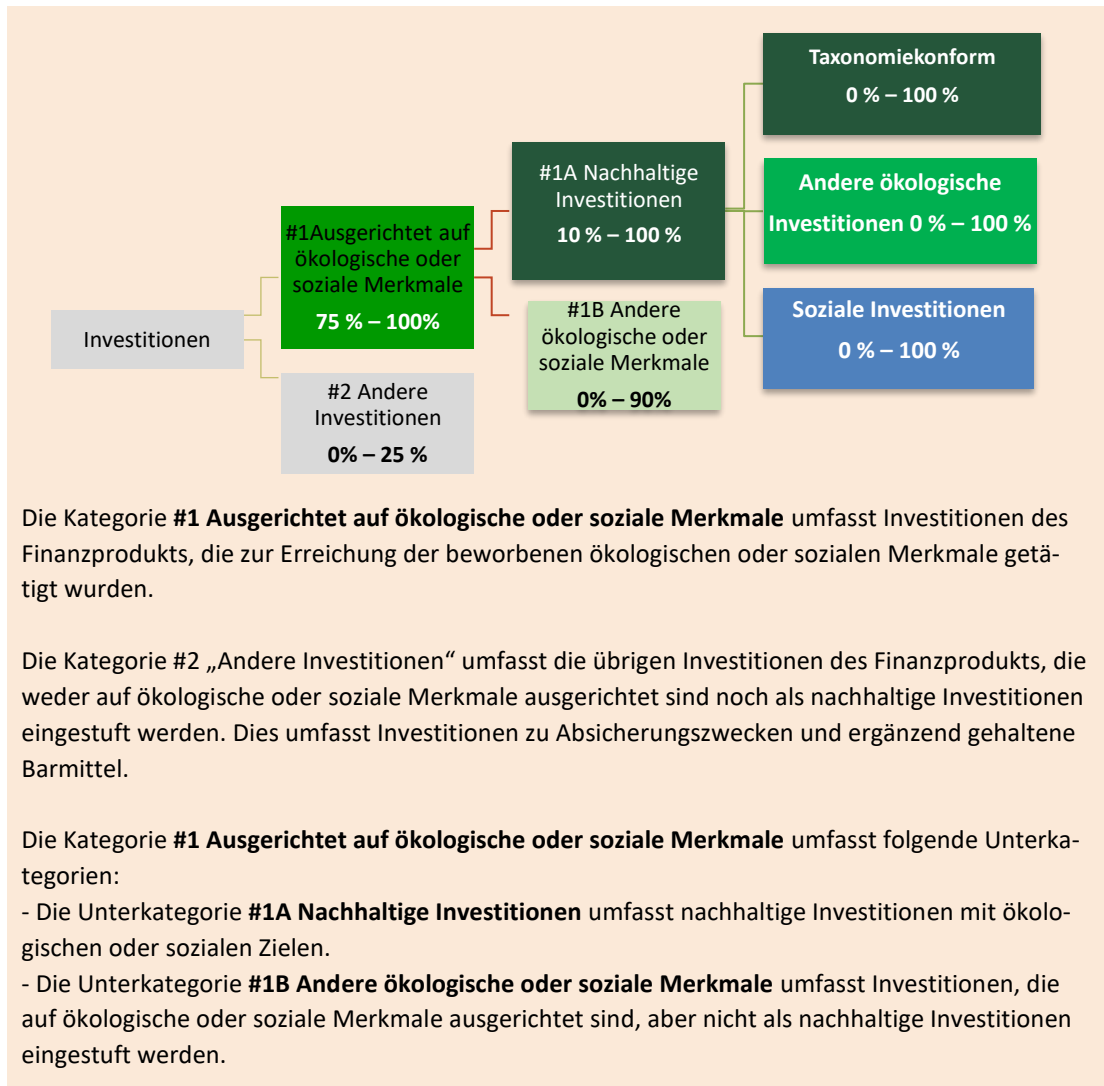 Investitionen
#1Ausgerichtet auf
ökologische oder
soziale Merkmale
75 % – 100%
#2 Andere
Investitionen
0% – 25 %
#1A Nachhaltige
Investitionen
10 % – 100 %
#1B Andere
ökologische oder
soziale Merkmale
0% – 90%
Taxonomiekonform
0 % – 100 %
Andere ökologische
Investitionen 0 % – 100 %
Soziale Investitionen
0 % – 100 %
Die Kategorie #1 Ausgerichtet auf ökologische oder soziale Merkmale umfasst Investitionen des
Finanzprodukts, die zur Erreichung der beworbenen ökologischen oder sozialen Merkmale getä-
tigt wurden.
Die Kategorie #2 „Andere Investitionen“ umfasst die übrigen Investitionen des Finanzprodukts, die
weder auf ökologische oder soziale Merkmale ausgerichtet sind noch als nachhaltige Investitionen
eingestuft werden. Dies umfasst Investitionen zu Absicherungszwecken und ergänzend gehaltene
Barmittel.
Die Kategorie #1 Ausgerichtet auf ökologische oder soziale Merkmale umfasst folgende Unterka-
tegorien:
- Die Unterkategorie #1A Nachhaltige Investitionen umfasst nachhaltige Investitionen mit ökolo-
gischen oder sozialen Zielen.
- Die Unterkategorie #1B Andere ökologische oder soziale Merkmale umfasst Investitionen, die
auf ökologische oder soziale Merkmale ausgerichtet sind, aber nicht als nachhaltige Investitionen
eingestuft werden.